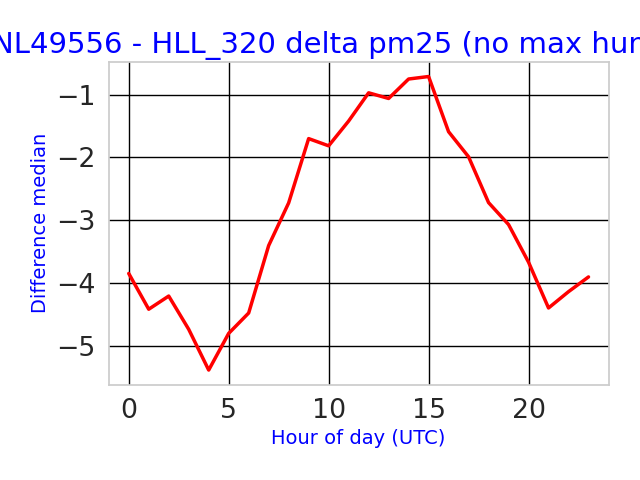 NL49556 - HLL_320 delta pm25 (no max hum
Difference median
−1
−2
−3
−4
−5
0 5 10 15 20
Hour of day (UTC)